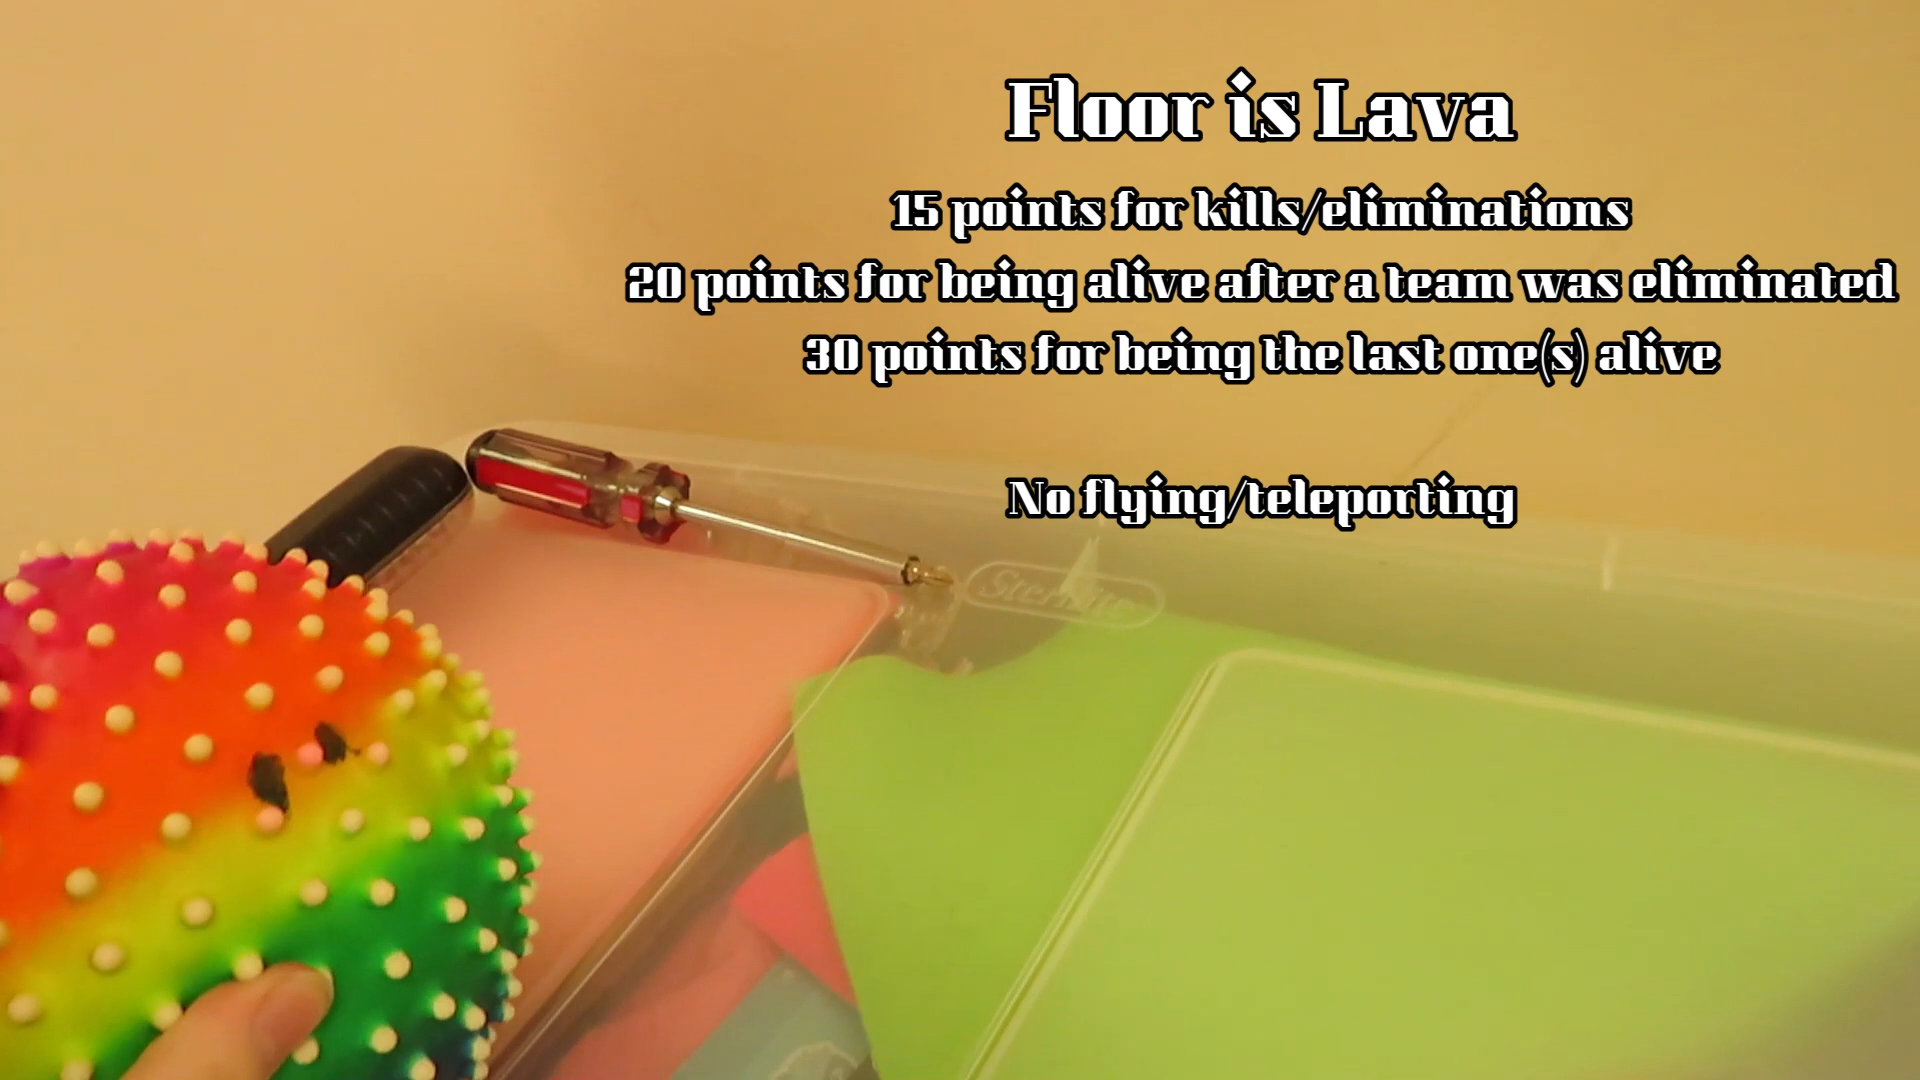 Floor is Lava
15 points for kills/eliminations
20 points for being alive after a team was eliminated
30 points for being the last one(s) alive
No flying/teleporting
Sterilite